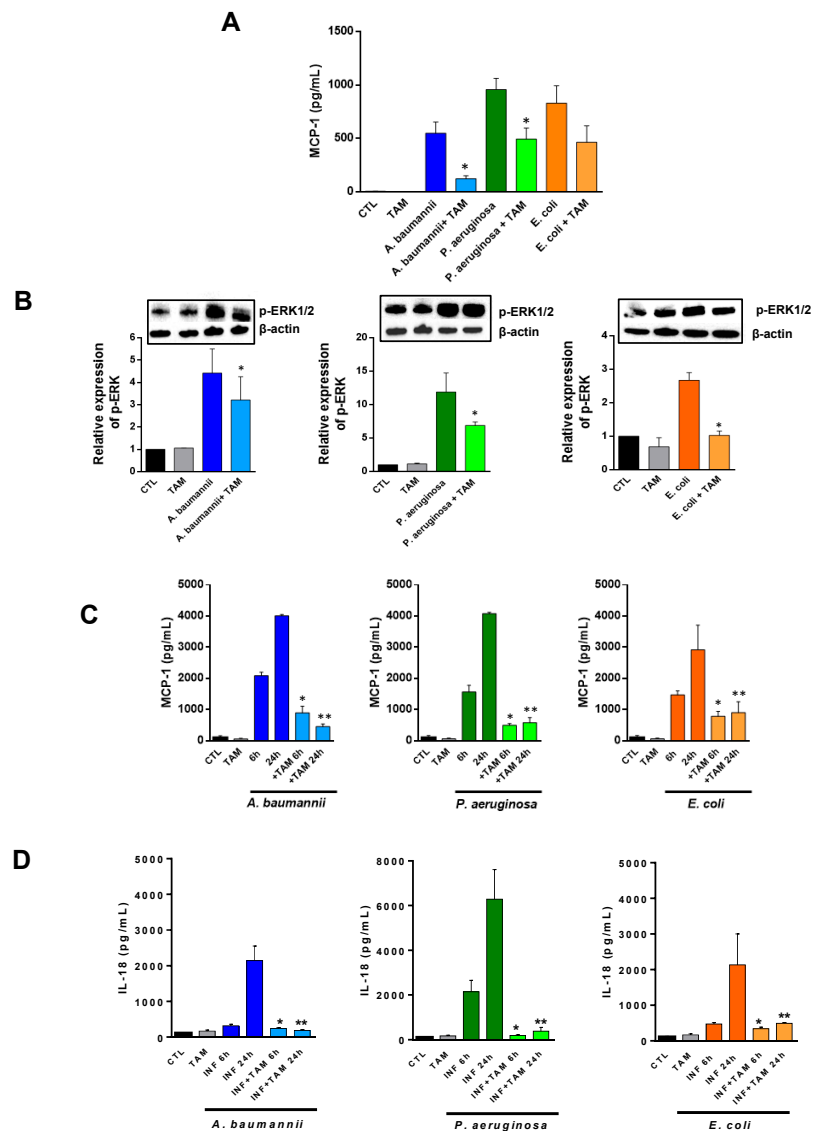 A
MCP-1 (pg/mL)
1000
500
0
CTL
TAM
A. baumannii
A. baumannii+ TAM
P. aeruginosa
P. aeruginosa + TAM
E. coli
E. coli + TAM
*
*
B
p-ERK1/2
β-actin
Relative expression
of p-ERK
6
5
4
3
2
1
0
*
CTL
TAM
A. baumannii
A. baumannii+ TAM
p-ERK1/2
β-actin
Relative expression
of p-ERK
20
15
10
5
0
*
CTL
TAM
P. aeruginosa
P. aeruginosa + TAM
p-ERK1/2
β-actin
Relative expression
of p-ERK
4
3
2
1
0
*
CTL
TAM
E. coli
E. coli + TAM
C
MCP-1 (pg/mL)
5000
4000
3000
2000
1000
0
*
**
CTL
TAM
6h
24h
+TAM 6h
+TAM 24h
A. baumannii
MCP-1 (pg/mL)
5000
4000
3000
2000
1000
0
*
**
CTL
TAM
6h
24h
+TAM 6h
+TAM 24h
P. aeruginosa
MCP-1 (pg/mL)
5000
4000
3000
2000
1000
0
*
**
CTL
TAM
6h
24h
+TAM 6h
+TAM 24h
E. coli
D
IL-18 (pg/mL)
5000
4000
3000
2000
1000
0
*
**
CTL
TAM
INF 6h
INF 24h
INF+TAM 6h
INF+TAM 24h
A. baumannii
IL-18 (pg/mL)
8000
6000
4000
2000
0
*
**
CTL
TAM
INF 6h
INF 24h
INF+TAM 6h
INF+TAM 24h
P. aeruginosa
IL-18 (pg/mL)
5000
4000
3000
2000
1000
0
*
**
CTL
TAM
INF 6h
INF 24h
INF+TAM 6h
INF+TAM 24h
E. coli